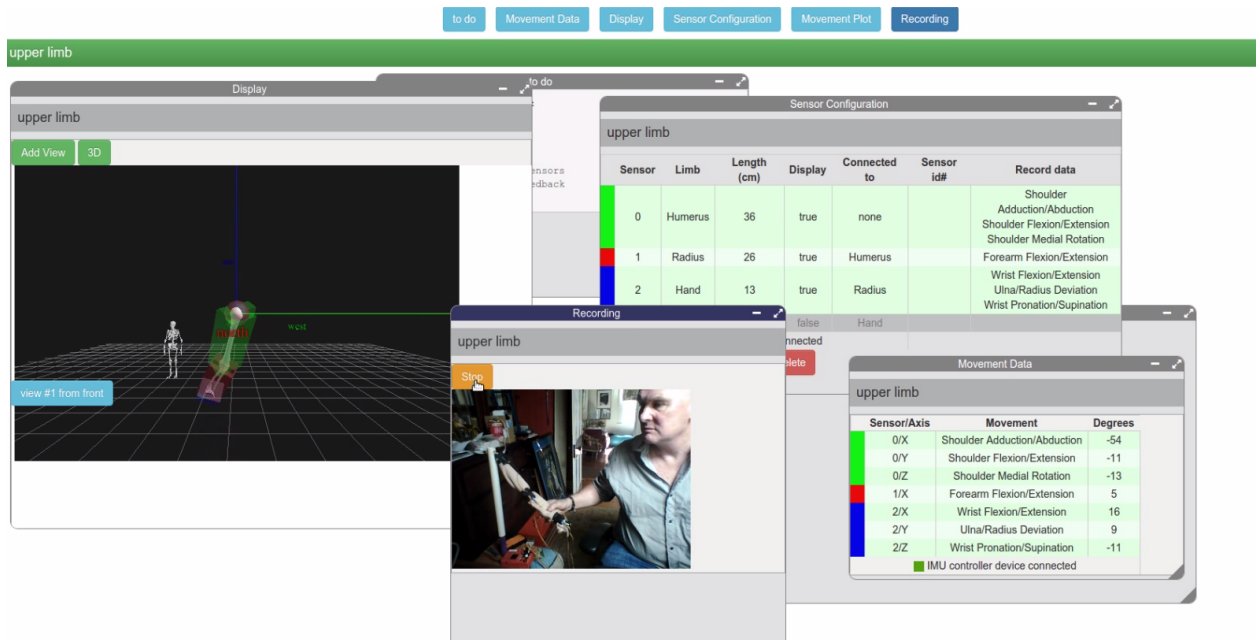 to do
Movement Data
Display
Sensor Configuration
Movement Plot
Recording
upper limb
Display
upper limb
Add View
3D
west
north
view #1 from front
to do
ensors
edback
Sensor Configuration
upper limb
Sensor Limb Length (cm) Display Connected to Sensor id# Record data
0 Humerus 36 true none Shoulder
Adduction/Abduction
Shoulder Flexion/Extension
Shoulder Medial Rotation
1 Radius 26 true Humerus Forearm Flexion/Extension
2 Hand 13 true Radius Wrist Flexion/Extension
Ulna/Radius Deviation
Wrist Pronation/Supination
false Hand
nnected
elete
Recording
upper limb
Stop
Movement Data
upper limb
Sensor/Axis Movement Degrees
0/X Shoulder Adduction/Abduction -54
0/Y Shoulder Flexion/Extension -11
0/Z Shoulder Medial Rotation -13
1/X Forearm Flexion/Extension 5
2/X Wrist Flexion/Extension 16
2/Y Ulna/Radius Deviation 9
2/Z Wrist Pronation/Supination -11
IMU controller device connected